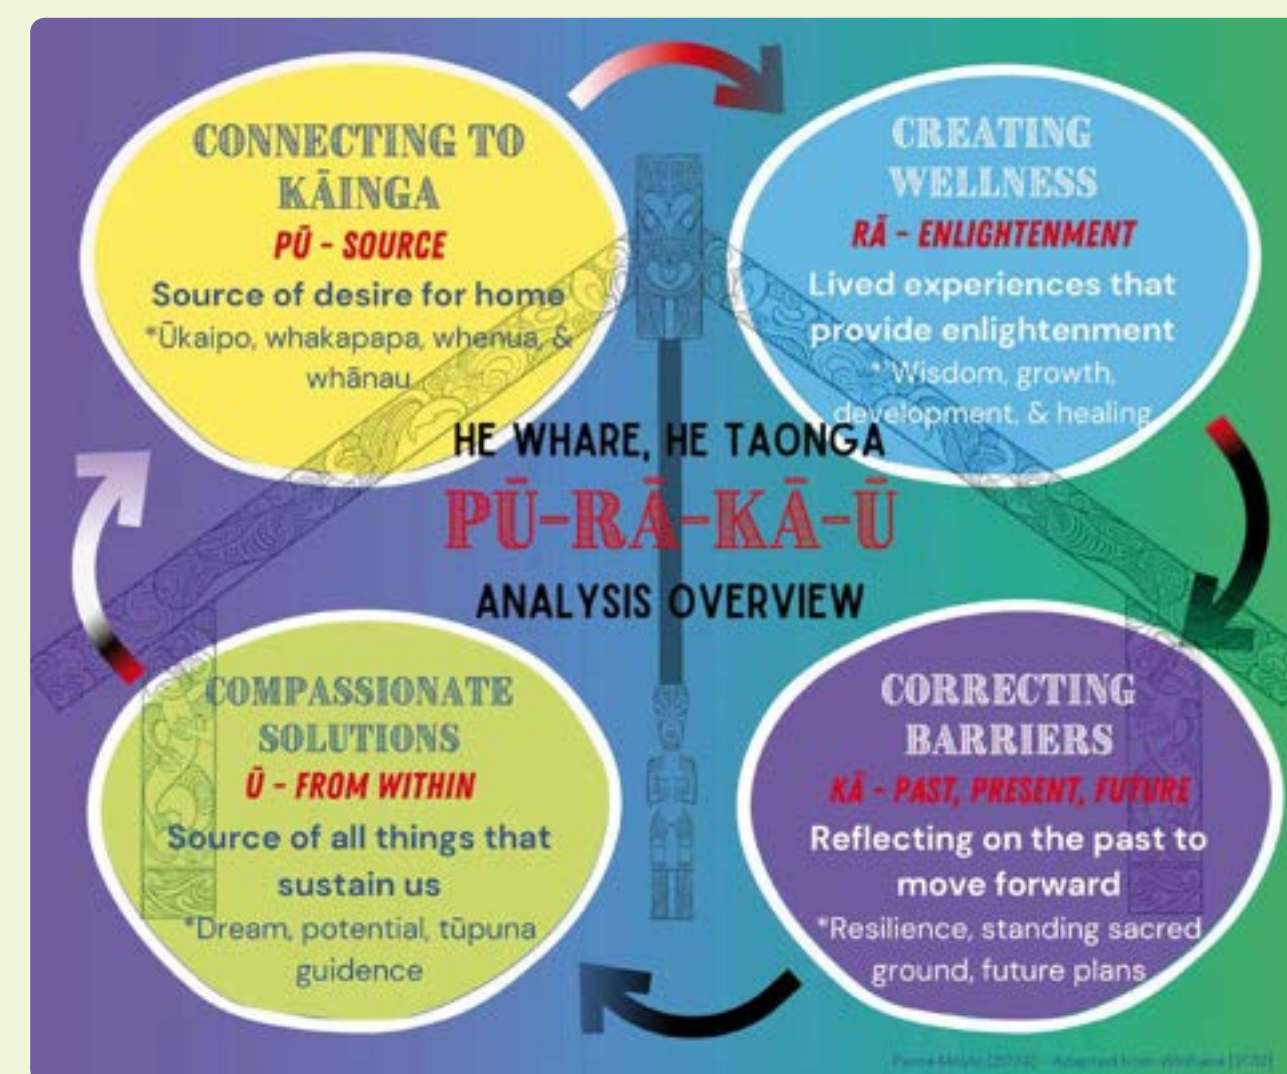 CONNECTING TO
KĀINGA
PŪ - SOURCE
Source of desire for home
*Ūkaipo, whakapapa, whenua, &
whānau
CREATING
WELLNESS
RĀ - ENLIGHTENMENT
Lived experiences that
provide enlightenment
*Wisdom, growth,
development, & healing
HE WHARE, HE TAONGA
PŪ-RĀ-KĀ-Ū
ANALYSIS OVERVIEW
COMPASSIONATE
SOLUTIONS
Ū - FROM WITHIN
Source of all things that
sustain us
*Dream, potential, tūpuna
guidence
CORRECTING
BARRIERS
KĀ - PAST, PRESENT, FUTURE
Reflecting on the past to
move forward
*Resilience, standing sacred
ground, future plans
Adapted from